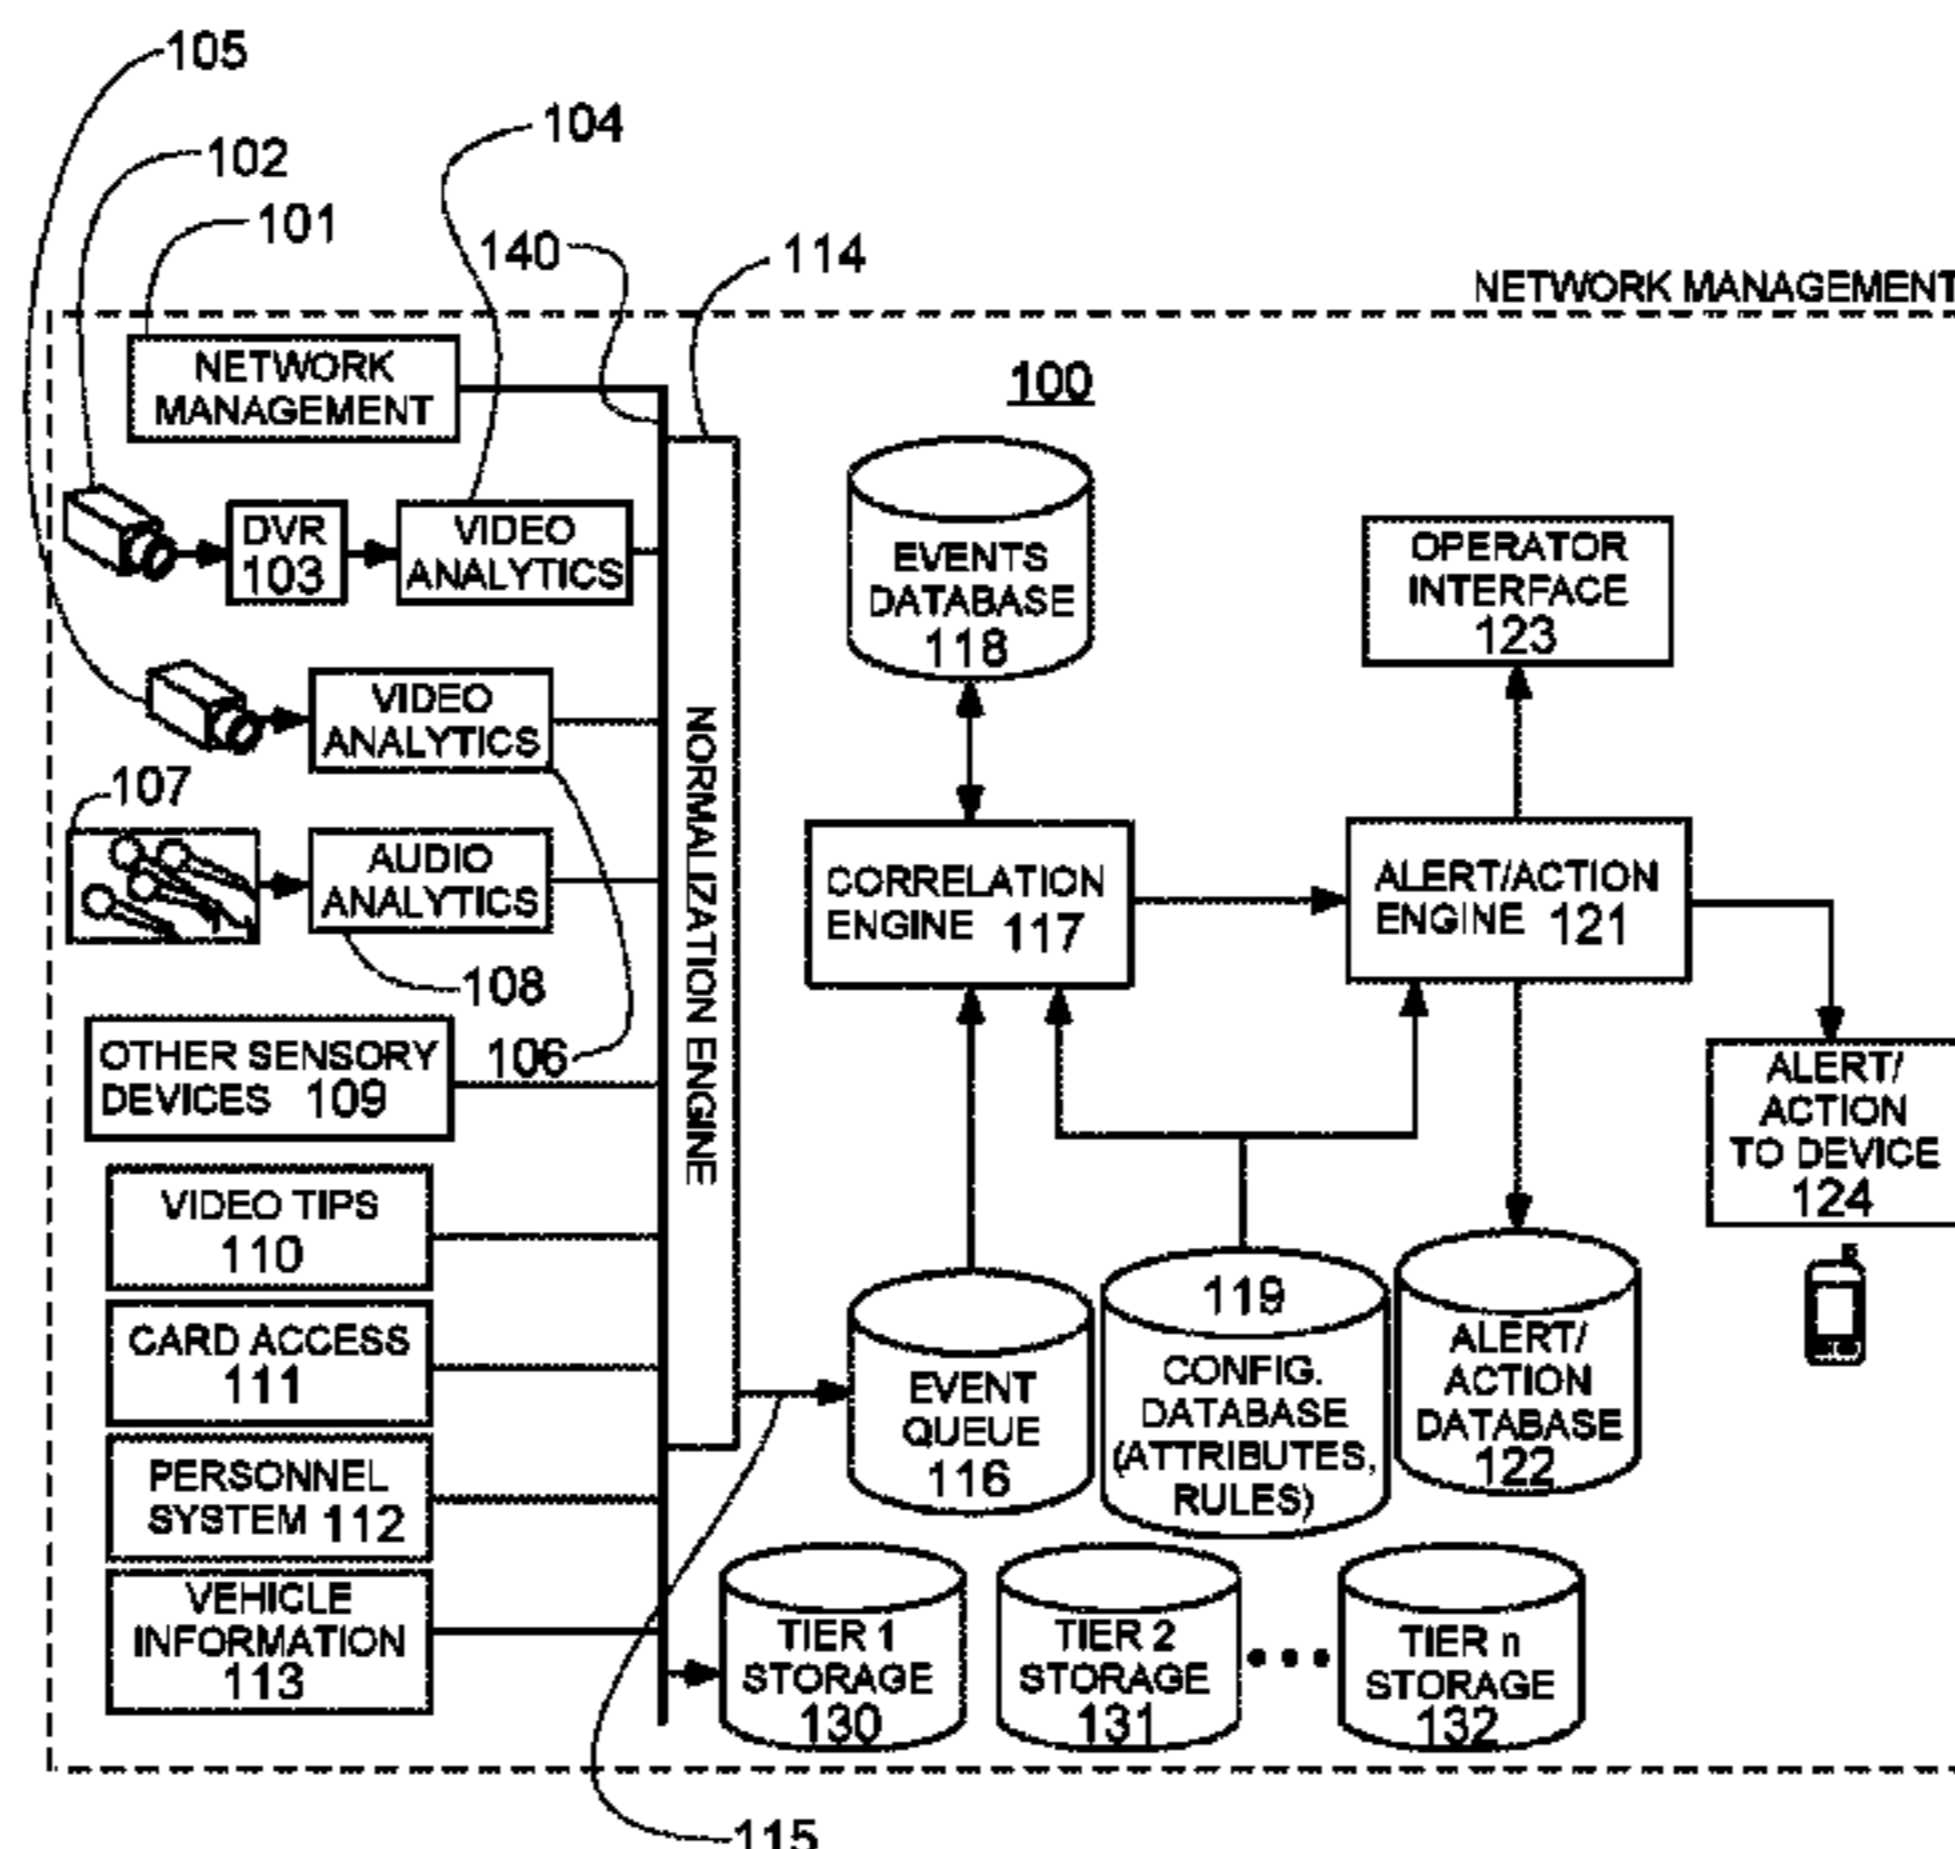 105
104
102
101
140
114
NETWORK MANAGEMENT
NETWORK
MANAGEMENT
100
DVR
103
VIDEO
ANALYTICS
EVENTS
DATABASE
118
OPERATOR
INTERFACE
123
VIDEO
ANALYTICS
NORMALIZATION ENGINE
107
AUDIO
ANALYTICS
108
CORRELATION
ENGINE 117
ALERT/ACTION
ENGINE 121
OTHER SENSORY
DEVICES 109
106
ALERT/
ACTION
TO DEVICE
124
VIDEO TIPS
110
CARD ACCESS
111
PERSONNEL
SYSTEM 112
VEHICLE
INFORMATION
113
EVENT
QUEUE
116
119
CONFIG.
DATABASE
(ATTRIBUTES,
RULES)
ALERT/
ACTION
DATABASE
122
TIER 1
STORAGE
130
TIER 2
STORAGE
131
TIER n
STORAGE
132
115